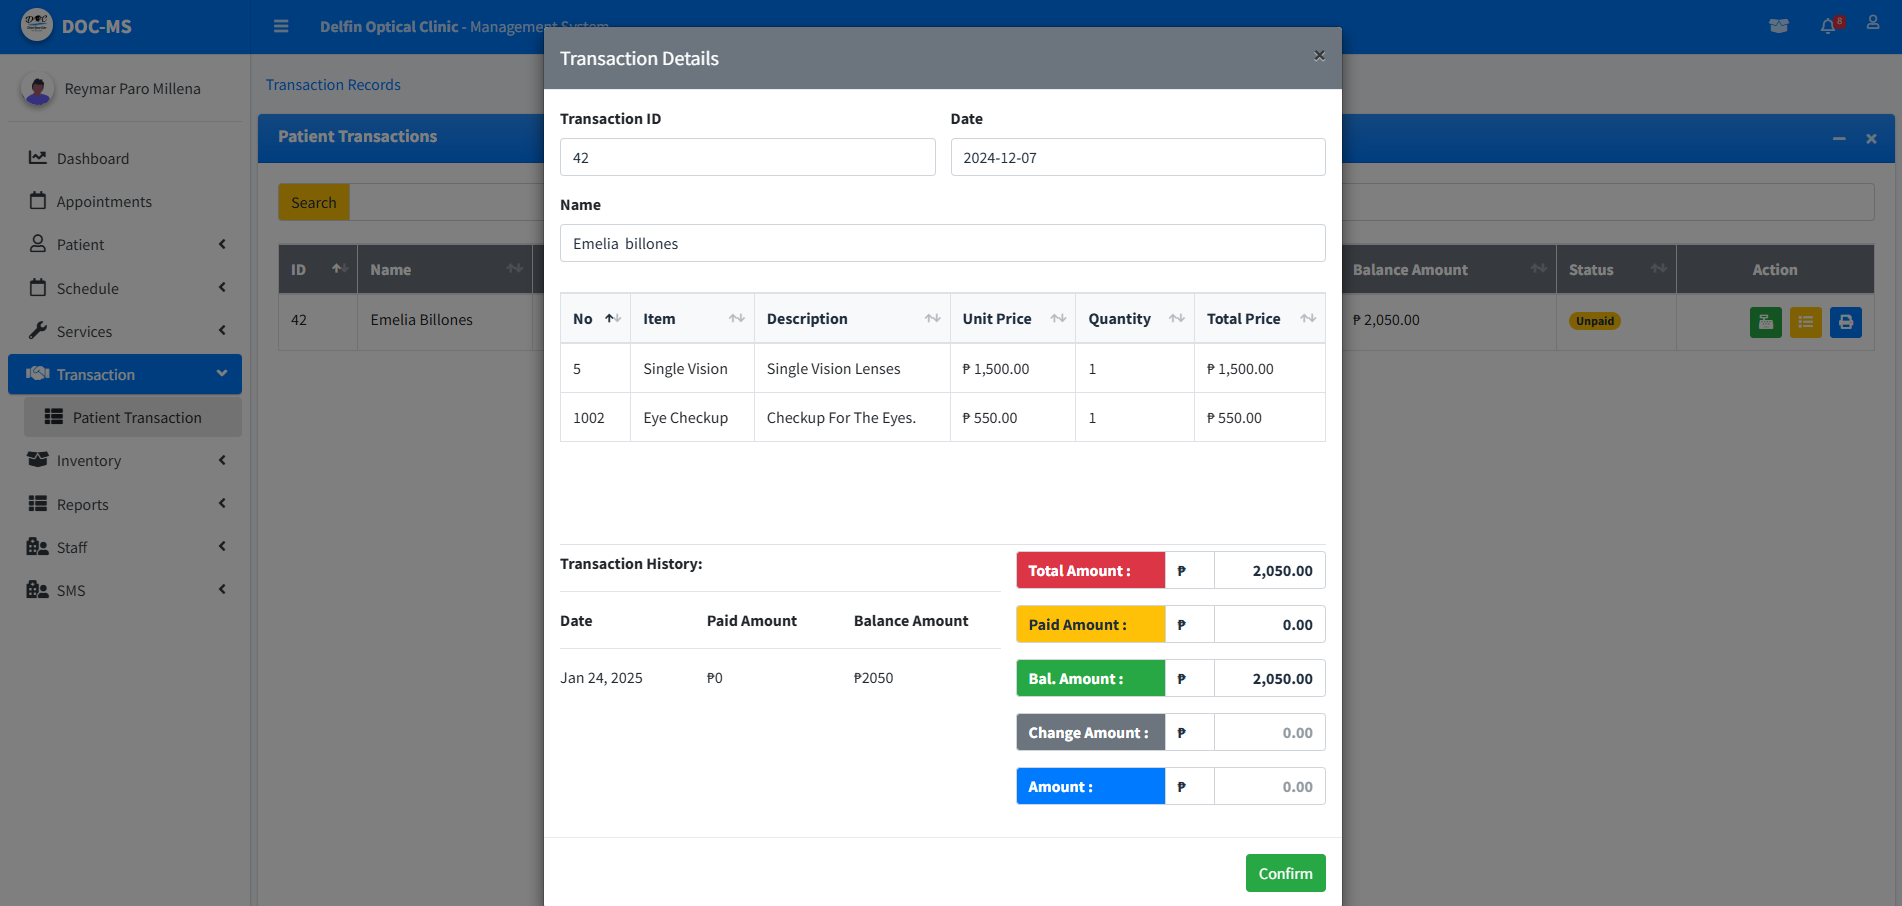 DOC-MS
Delfin Optical Clinic - Management System
8
Reymar Paro Millena
Dashboard
Appointments
Patient
Schedule
Services
Transaction
Patient Transaction
Inventory
Reports
Staff
SMS
Transaction Records
Patient Transactions
Search
ID Name Balance Amount Status Action
42 Emelia Billones ₱ 2,050.00 Unpaid
Transaction Details ×
Transaction ID Date
42 2024-12-07
Name
Emelia billones
No Item Description Unit Price Quantity Total Price
5 Single Vision Single Vision Lenses ₱ 1,500.00 1 ₱ 1,500.00
1002 Eye Checkup Checkup For The Eyes. ₱ 550.00 1 ₱ 550.00
Transaction History:
Date Paid Amount Balance Amount
Jan 24, 2025 ₱0 ₱2050
Total Amount : ₱ 2,050.00
Paid Amount : ₱ 0.00
Bal. Amount : ₱ 2,050.00
Change Amount : ₱ 0.00
Amount : ₱ 0.00
Confirm